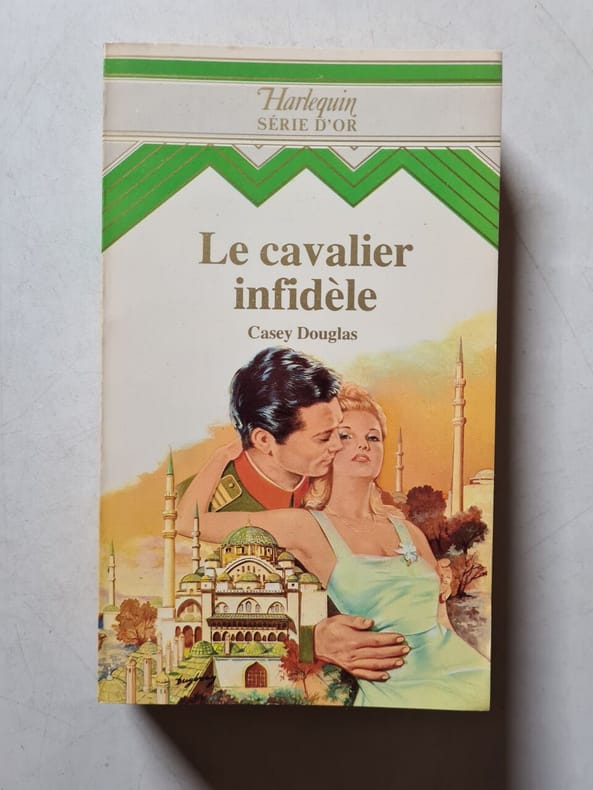 Harlequin
SÉRIE D'OR
Le cavalier
infidèle
Casey Douglas